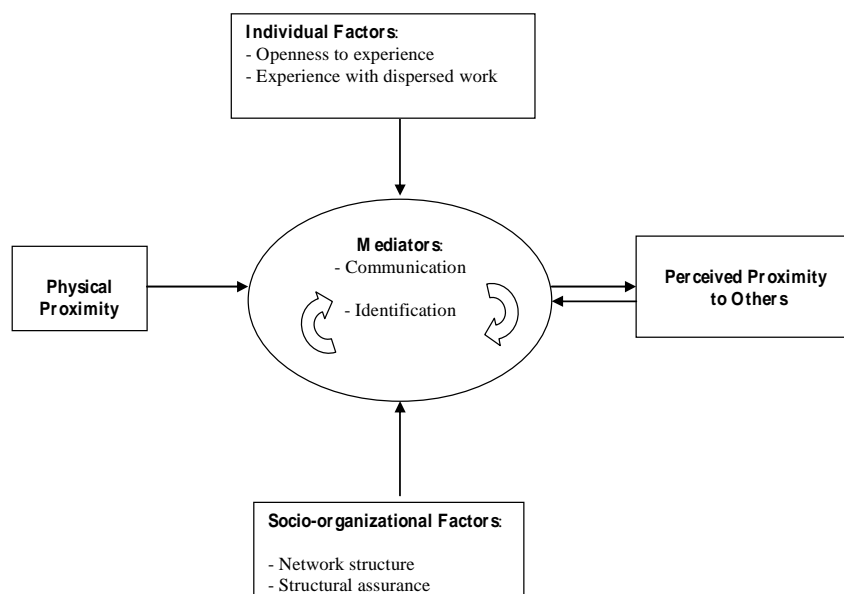 Individual Factors:
- Openness to experience
- Experience with dispersed work
Mediators:
- Communication
- Identification
Physical
Proximity
Perceived Proximity
to Others
Socio-organizational Factors:
- Network structure
- Structural assurance